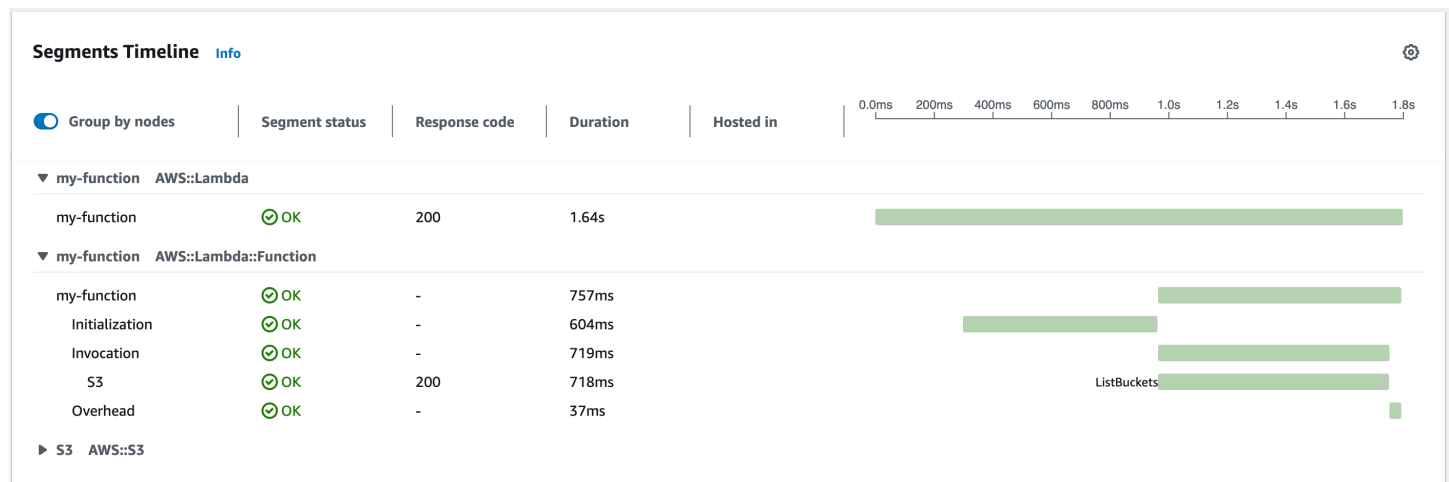 Segments Timeline Info
0.0ms 200ms 400ms 600ms 800ms 1.0s 1.2s 1.4s 1.6s 1.8s
Group by nodes Segment status Response code Duration Hosted in
my-function AWS::Lambda
my-function OK 200 1.64s
my-function AWS::Lambda::Function
my-function OK - 757ms
Initialization OK - 604ms
Invocation OK - 719ms
S3 OK 200 718ms ListBuckets
Overhead OK - 37ms
S3 AWS::S3